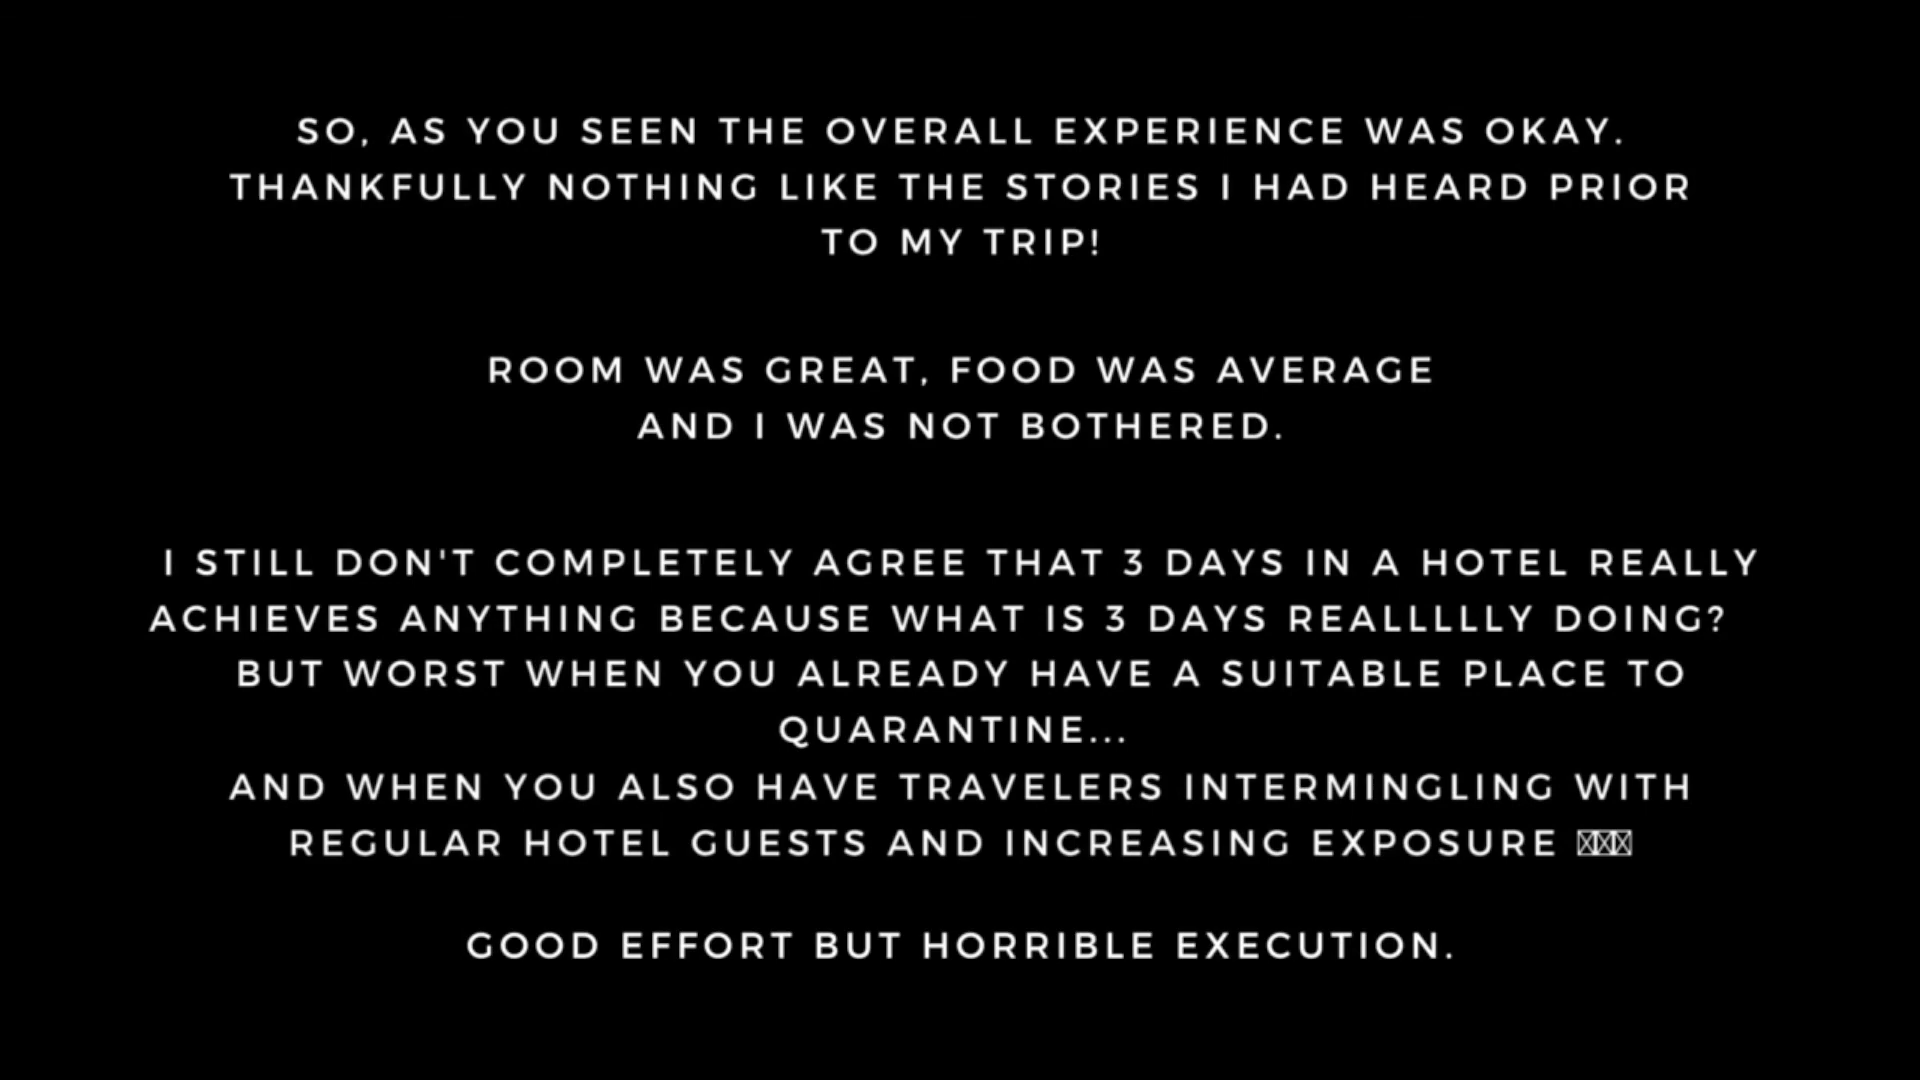 SO, AS YOU SEEN THE OVERALL EXPERIENCE WAS OKAY.
THANKFULLY NOTHING LIKE THE STORIES I HAD HEARD PRIOR
TO MY TRIP!
ROOM WAS GREAT, FOOD WAS AVERAGE
AND I WAS NOT BOTHERED.
I STILL DON'T COMPLETELY AGREE THAT 3 DAYS IN A HOTEL REALLY
ACHIEVES ANYTHING BECAUSE WHAT IS 3 DAYS REALLLLLY DOING?
BUT WORST WHEN YOU ALREADY HAVE A SUITABLE PLACE TO
QUARANTINE...
AND WHEN YOU ALSO HAVE TRAVELERS INTERMINGLING WITH
REGULAR HOTEL GUESTS AND INCREASING EXPOSURE
GOOD EFFORT BUT HORRIBLE EXECUTION.